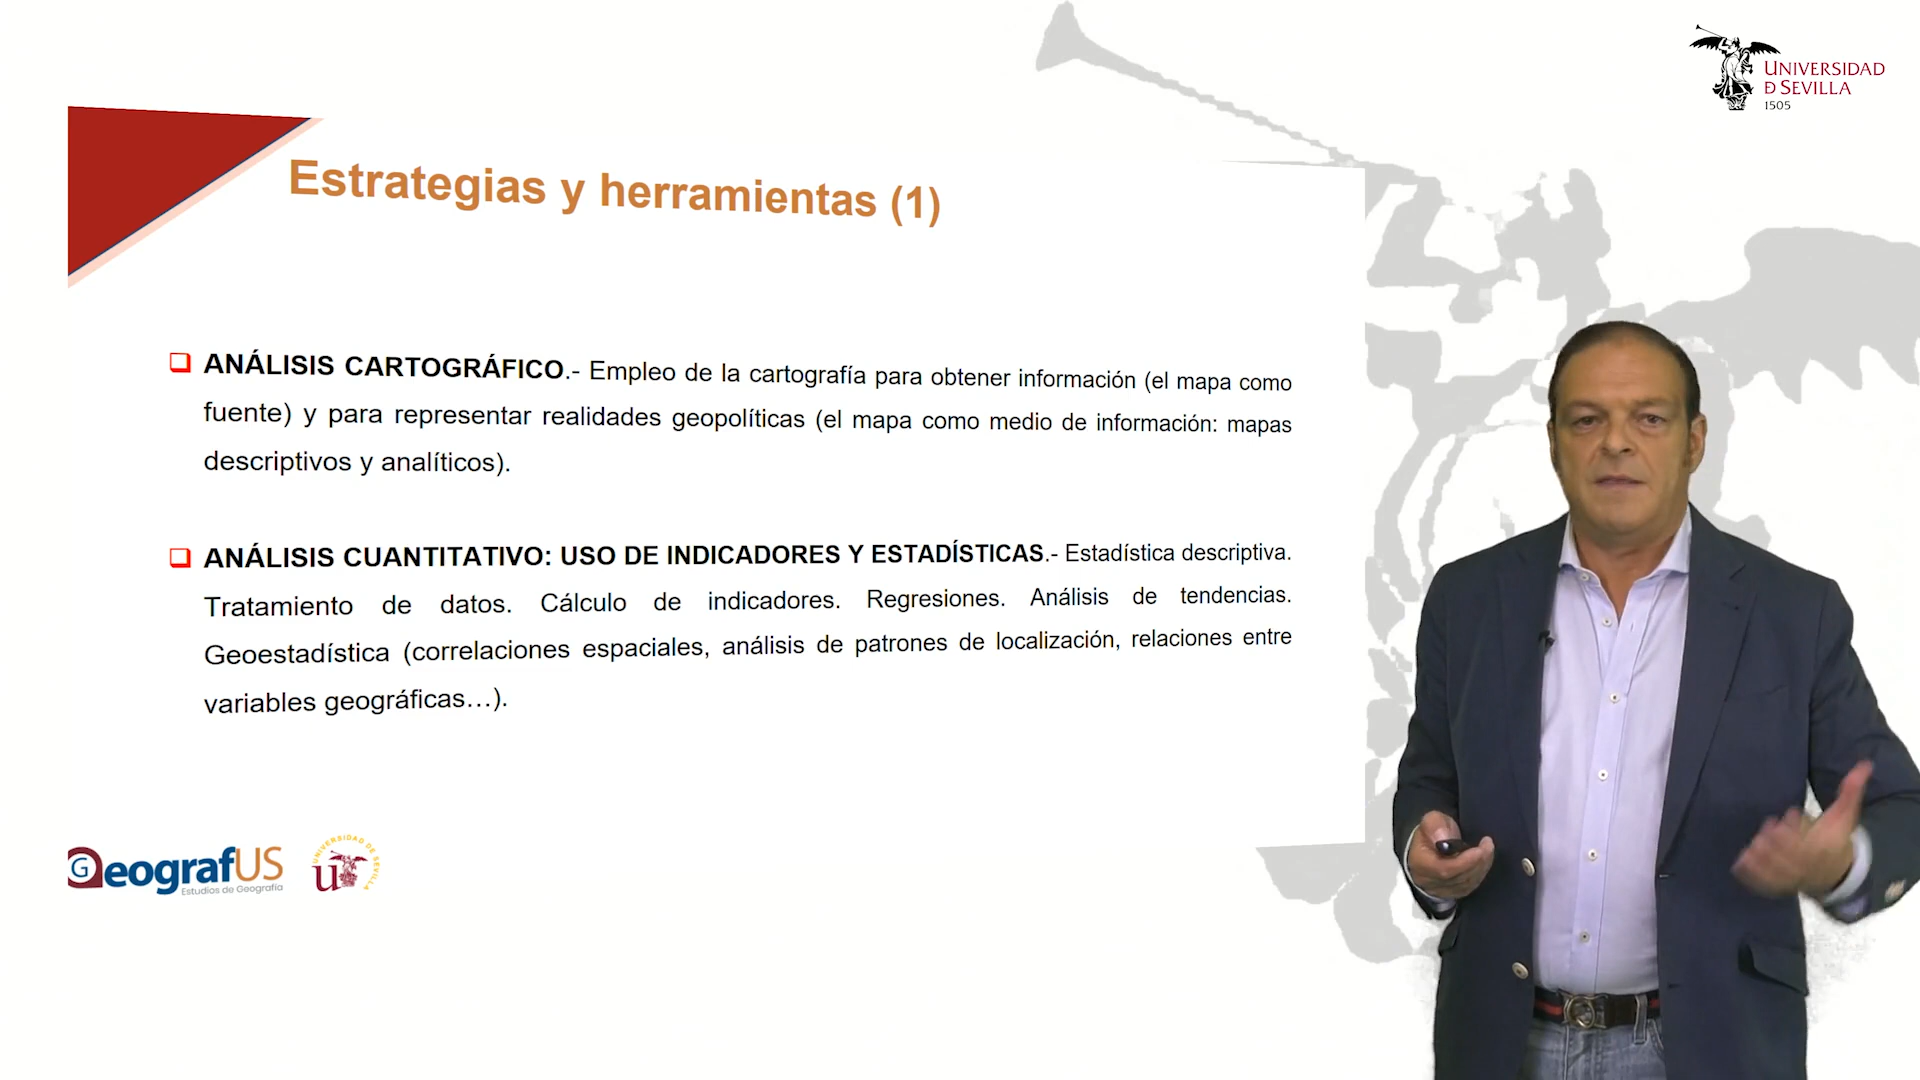 UNIVERSIDAD
D SEVILLA
1505
Estrategias y herramientas (1)
ANÁLISIS CARTOGRÁFICO.- Empleo de la cartografía para obtener información (el mapa como
fuente) y para representar realidades geopolíticas (el mapa como medio de información: mapas
descriptivos y analíticos).
ANÁLISIS CUANTITATIVO: USO DE INDICADORES Y ESTADÍSTICAS.- Estadística descriptiva.
Tratamiento de datos. Cálculo de indicadores. Regresiones. Análisis de tendencias.
Geoestadística (correlaciones espaciales, análisis de patrones de localización, relaciones entre
variables geográficas…).
GeografUS
Estudios de Geografía
UNIVERSIDAD DE SEVILLA
u